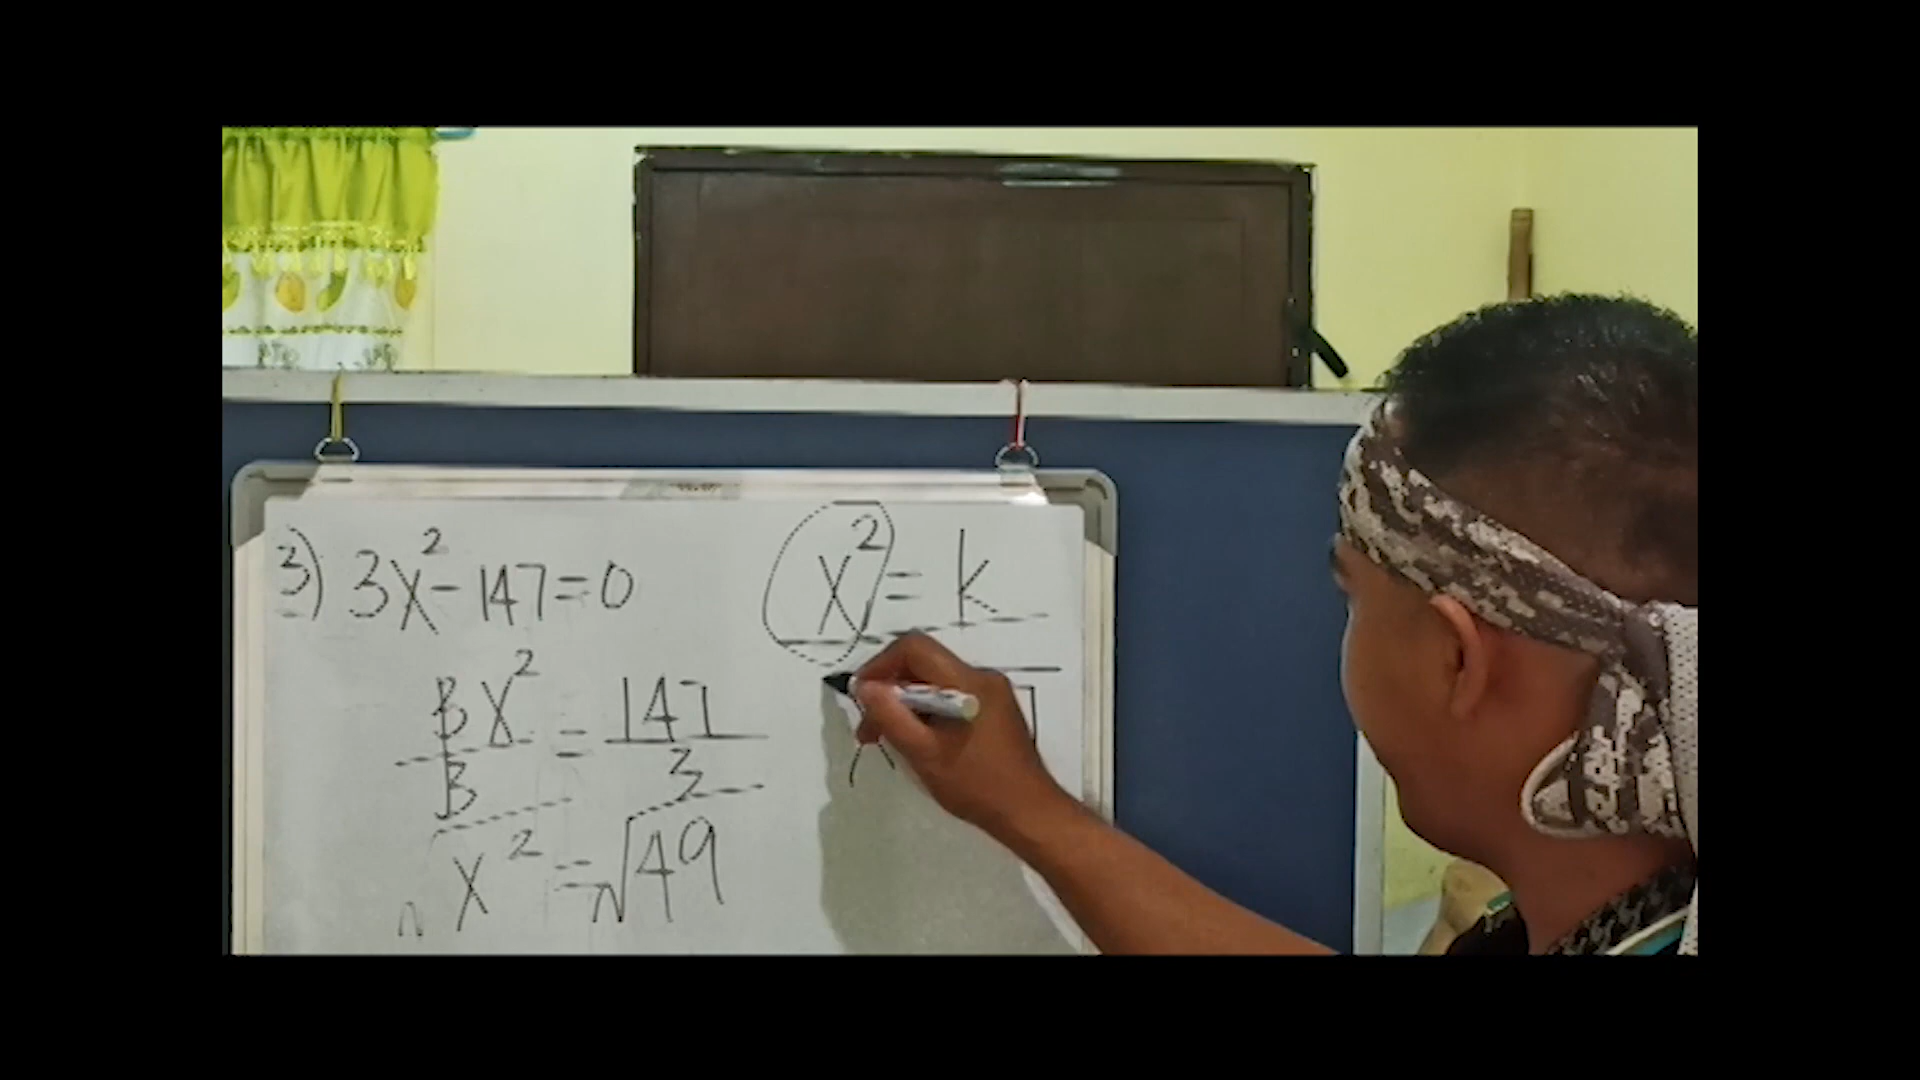 3) 3x² - 147 = 0
3x² / 3 = 147 / 3
√x² = √49
x² = k
x